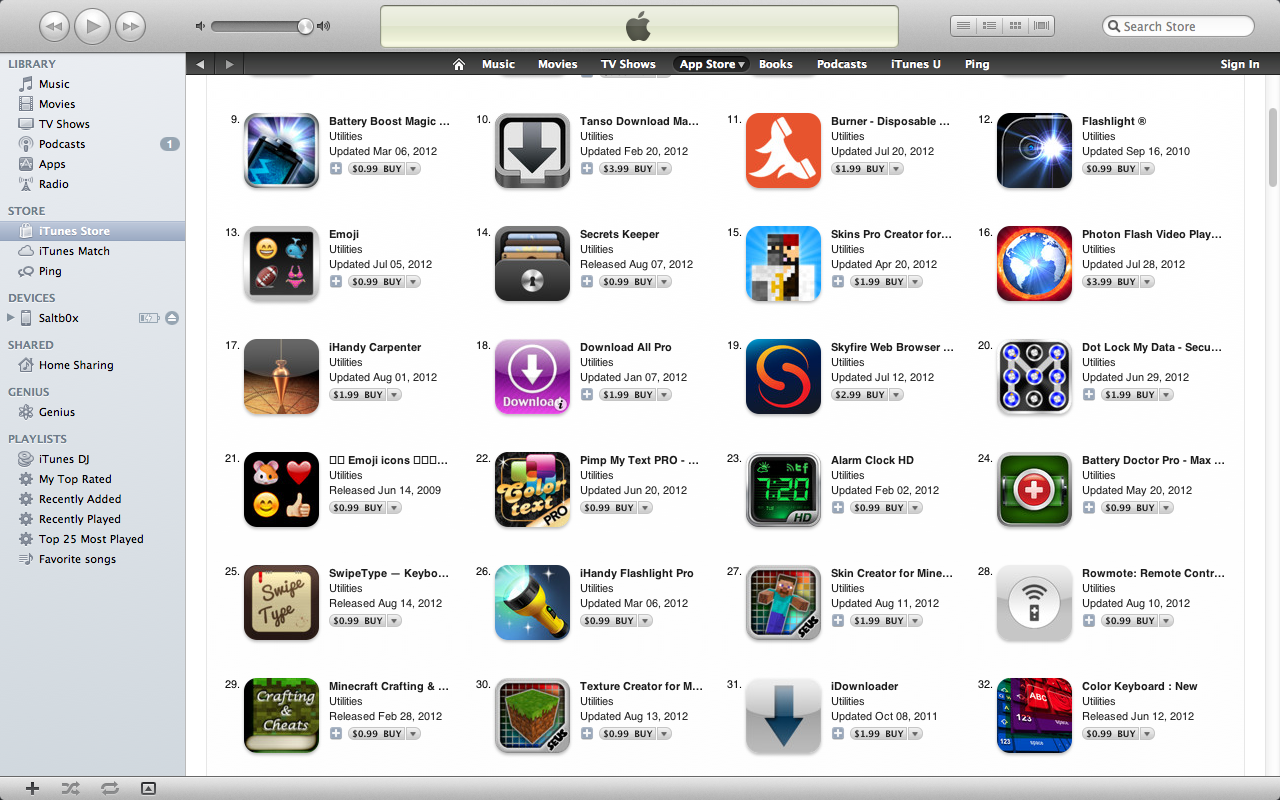 Search Store
LIBRARY
Music
Movies
TV Shows
Podcasts
1
Apps
Radio
STORE
iTunes Store
iTunes Match
Ping
DEVICES
Saltb0x
SHARED
Home Sharing
GENIUS
Genius
PLAYLISTS
iTunes DJ
My Top Rated
Recently Added
Recently Played
Top 25 Most Played
Favorite songs
Music Movies TV Shows App Store Books Podcasts iTunes U Ping Sign In
9.
Battery Boost Magic ...
Utilities
Updated Mar 06, 2012
$0.99 BUY
10.
Tanso Download Ma...
Utilities
Updated Feb 20, 2012
$3.99 BUY
11.
Burner - Disposable ...
Utilities
Updated Jul 20, 2012
$1.99 BUY
12.
Flashlight ®
Utilities
Updated Sep 16, 2010
$0.99 BUY
13.
Emoji
Utilities
Updated Jul 05, 2012
$0.99 BUY
14.
Secrets Keeper
Utilities
Released Aug 07, 2012
$0.99 BUY
15.
Skins Pro Creator for...
Utilities
Updated Apr 20, 2012
$1.99 BUY
16.
Photon Flash Video Play...
Utilities
Updated Jul 28, 2012
$3.99 BUY
17.
iHandy Carpenter
Utilities
Updated Aug 01, 2012
$1.99 BUY
18.
Download
Download All Pro
Utilities
Updated Jan 07, 2012
$1.99 BUY
19.
Skyfire Web Browser ...
Utilities
Updated Jul 12, 2012
$2.99 BUY
20.
Dot Lock My Data - Secu...
Utilities
Updated Jun 29, 2012
$1.99 BUY
21.
Emoji icons
Utilities
Released Jun 14, 2009
$0.99 BUY
22.
Color
text
PRO
Pimp My Text PRO - ...
Utilities
Updated Jun 20, 2012
$0.99 BUY
23.
7:20
HD
Alarm Clock HD
Utilities
Updated Feb 02, 2012
$0.99 BUY
24.
Battery Doctor Pro - Max ...
Utilities
Updated May 20, 2012
$0.99 BUY
25.
Swipe
Type
SwipeType — Keybo...
Utilities
Released Aug 14, 2012
$0.99 BUY
26.
iHandy Flashlight Pro
Utilities
Updated Mar 06, 2012
$0.99 BUY
27.
SEUS
Skin Creator for Mine...
Utilities
Updated Aug 11, 2012
$1.99 BUY
28.
Rowmote: Remote Contr...
Utilities
Updated Aug 10, 2012
$0.99 BUY
29.
Crafting
&
Cheats
Minecraft Crafting & ...
Utilities
Released Feb 28, 2012
$0.99 BUY
30.
SEUS
Texture Creator for M...
Utilities
Updated Aug 13, 2012
$0.99 BUY
31.
iDownloader
Utilities
Updated Oct 08, 2011
$1.99 BUY
32.
ABC
123
space
123
space
Color Keyboard : New
Utilities
Released Jun 12, 2012
$0.99 BUY